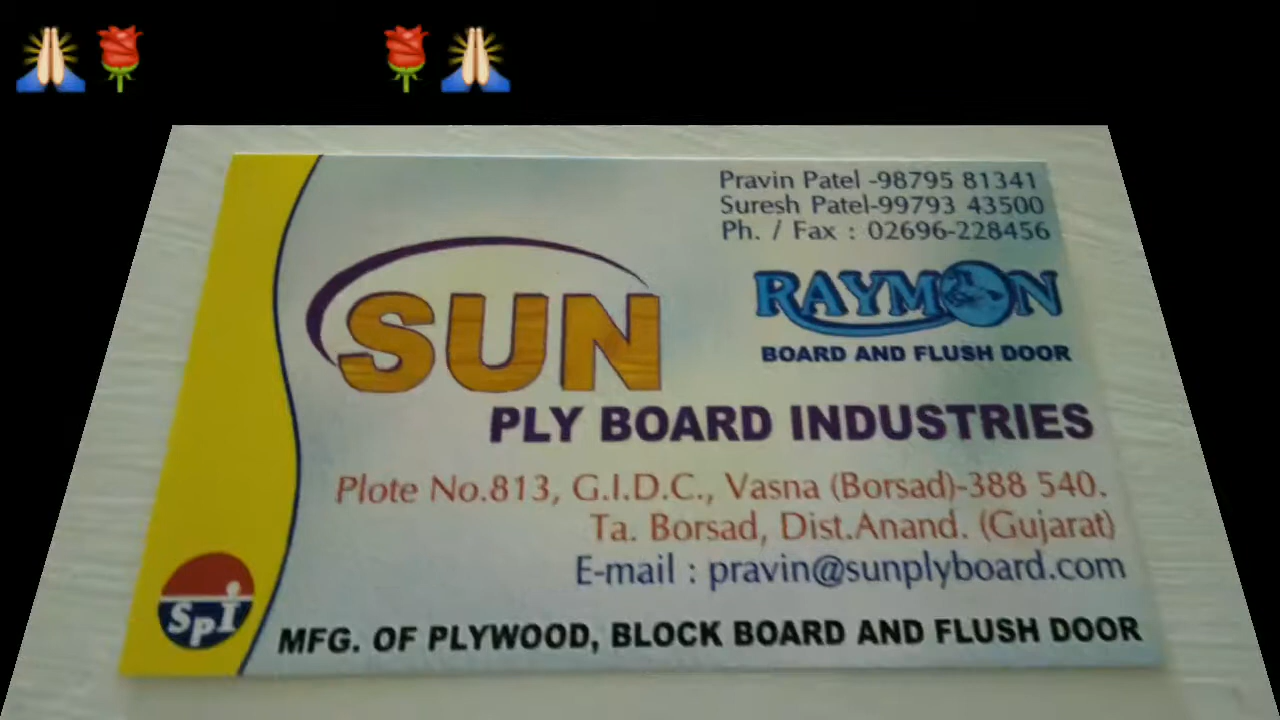 Pravin Patel -98795 81341
Suresh Patel-99793 43500
Ph. / Fax : 02696-228456
RAYMON
BOARD AND FLUSH DOOR
SUN
PLY BOARD INDUSTRIES
Plote No.813, G.I.D.C., Vasna (Borsad)-388 540.
Ta. Borsad, Dist.Anand. (Gujarat)
E-mail : pravin@sunplyboard.com
SPI
MFG. OF PLYWOOD, BLOCK BOARD AND FLUSH DOOR